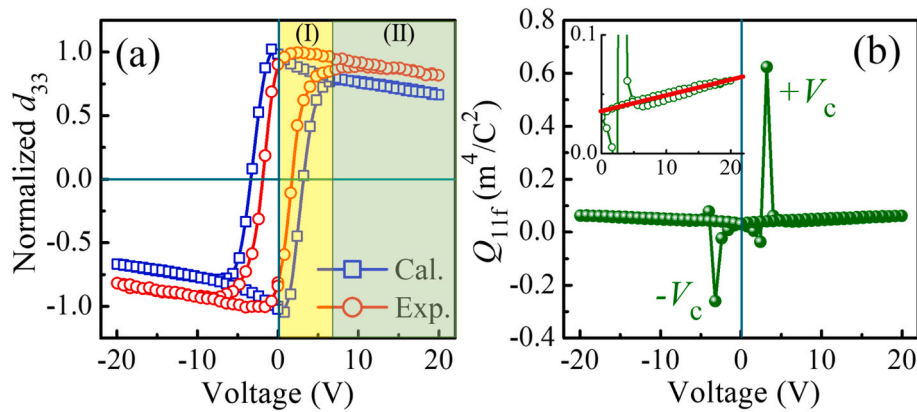 (a)
(I)
(II)
1.0
0.5
0.0
-0.5
-1.0
Normalized d33
Cal.
Exp.
-20
-10
0
10
20
Voltage (V)
(b)
0.8
0.6
0.4
0.2
0.0
-0.2
-0.4
Q11f (m⁴/C²)
0.1
0.0
0
10
20
+Vc
-Vc
-20
-10
0
10
20
Voltage (V)